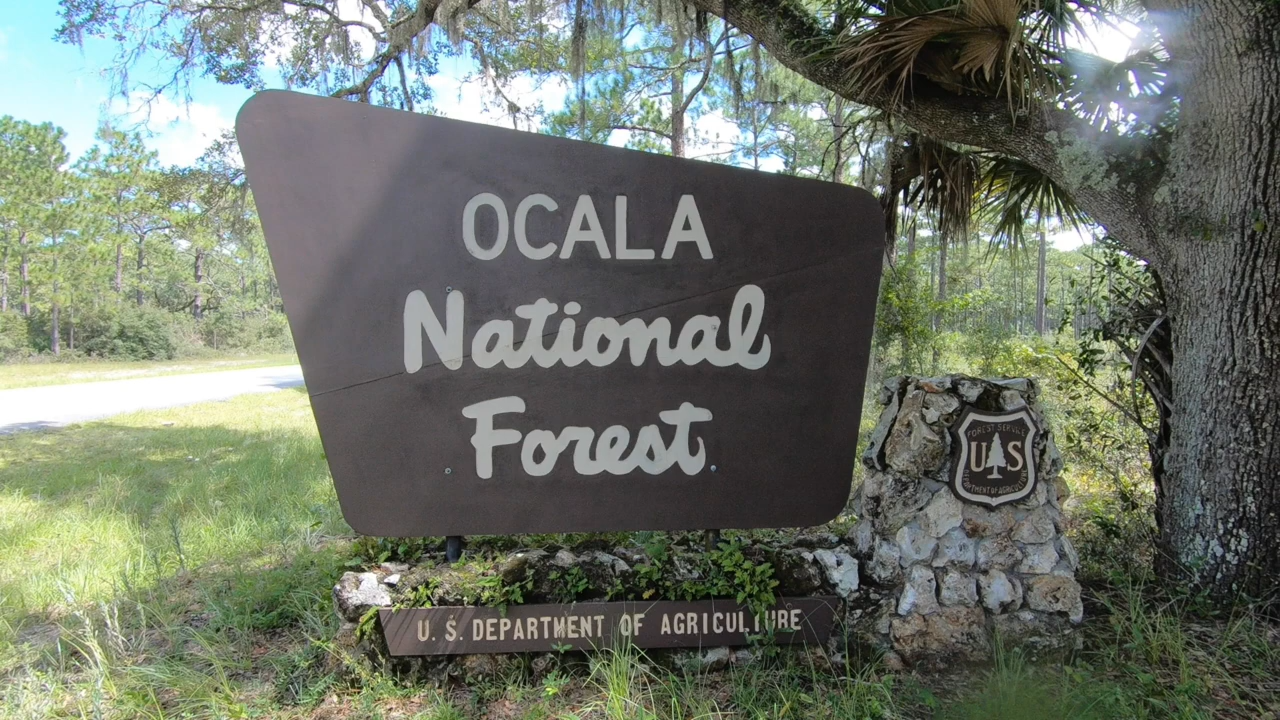 OCALA
National
Forest
FOREST SERVICE
U S
DEPARTMENT OF AGRICULTURE
U. S. DEPARTMENT OF AGRICULTURE